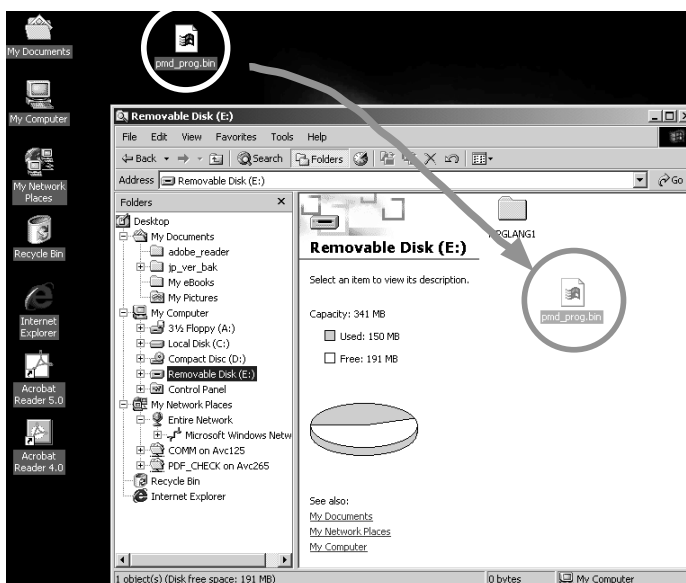 My Documents
pmd_prog.bin
My Computer
My Network
Places
Recycle Bin
Internet
Explorer
Acrobat
Reader 5.0
Acrobat
Reader 4.0
Removable Disk (E:)
File Edit View Favorites Tools Help
Back Search Folders
Address Removable Disk (E:) Go
Folders
Desktop
My Documents
adobe_reader
jp_ver_bak
My eBooks
My Pictures
My Computer
3½ Floppy (A:)
Local Disk (C:)
Compact Disc (D:)
Removable Disk (E:)
Control Panel
My Network Places
Entire Network
Microsoft Windows Netw
COMM on Avc125
PDF_CHECK on Avc265
Recycle Bin
Internet Explorer
Removable Disk (E:)
Select an item to view its description.
Capacity: 341 MB
Used: 150 MB
Free: 191 MB
See also:
My Documents
My Network Places
My Computer
pmd_prog.bin
1 object(s) (Disk free space: 191 MB) 0 bytes My Computer